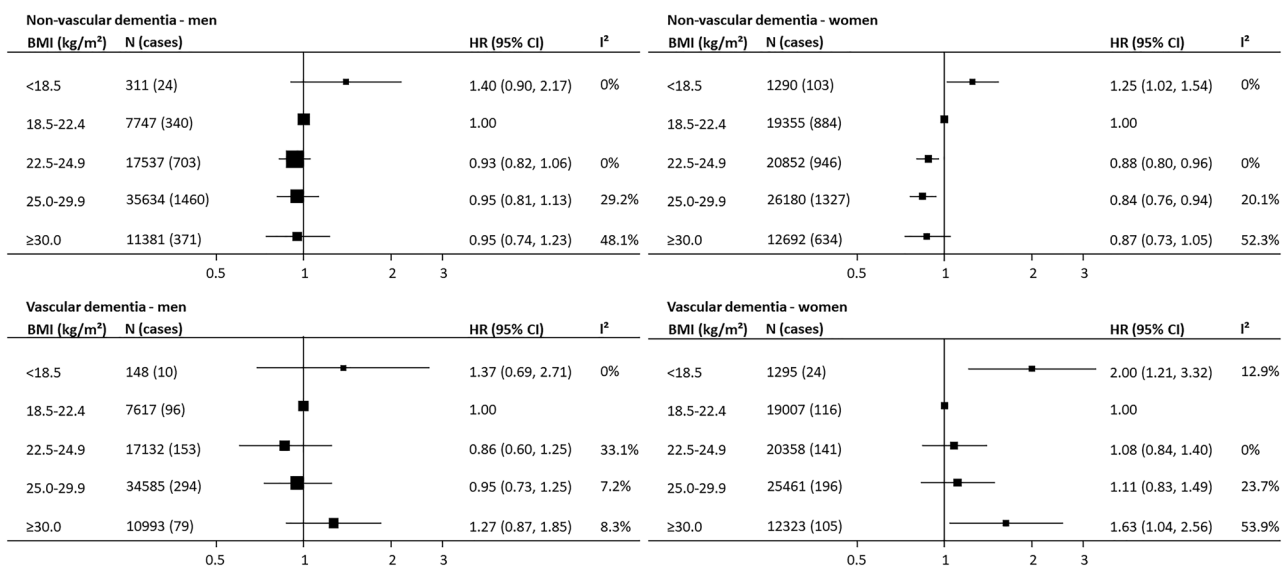 Non-vascular dementia - men
BMI (kg/m²) N (cases) HR (95% CI) I²
<18.5 311 (24) 1.40 (0.90, 2.17) 0%
18.5-22.4 7747 (340) 1.00
22.5-24.9 17537 (703) 0.93 (0.82, 1.06) 0%
25.0-29.9 35634 (1460) 0.95 (0.81, 1.13) 29.2%
≥30.0 11381 (371) 0.95 (0.74, 1.23) 48.1%
0.5 1 2 3
Non-vascular dementia - women
BMI (kg/m²) N (cases) HR (95% CI) I²
<18.5 1290 (103) 1.25 (1.02, 1.54) 0%
18.5-22.4 19355 (884) 1.00
22.5-24.9 20852 (946) 0.88 (0.80, 0.96) 0%
25.0-29.9 26180 (1327) 0.84 (0.76, 0.94) 20.1%
≥30.0 12692 (634) 0.87 (0.73, 1.05) 52.3%
0.5 1 2 3
Vascular dementia - men
BMI (kg/m²) N (cases) HR (95% CI) I²
<18.5 148 (10) 1.37 (0.69, 2.71) 0%
18.5-22.4 7617 (96) 1.00
22.5-24.9 17132 (153) 0.86 (0.60, 1.25) 33.1%
25.0-29.9 34585 (294) 0.95 (0.73, 1.25) 7.2%
≥30.0 10993 (79) 1.27 (0.87, 1.85) 8.3%
0.5 1 2 3
Vascular dementia - women
BMI (kg/m²) N (cases) HR (95% CI) I²
<18.5 1295 (24) 2.00 (1.21, 3.32) 12.9%
18.5-22.4 19007 (116) 1.00
22.5-24.9 20358 (141) 1.08 (0.84, 1.40) 0%
25.0-29.9 25461 (196) 1.11 (0.83, 1.49) 23.7%
≥30.0 12323 (105) 1.63 (1.04, 2.56) 53.9%
0.5 1 2 3